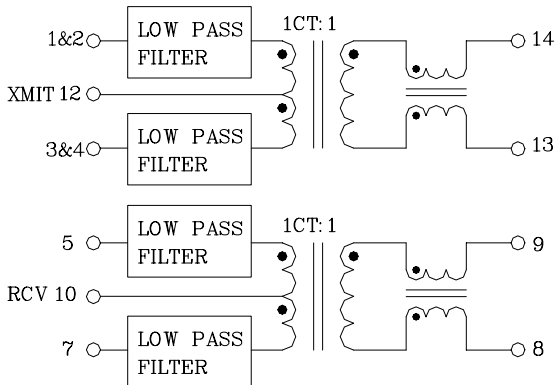 LOW PASS
FILTER
1CT:1
1&2
14
XMIT 12
LOW PASS
FILTER
3&4
13
LOW PASS
FILTER
1CT:1
5
9
RCV 10
LOW PASS
FILTER
7
8